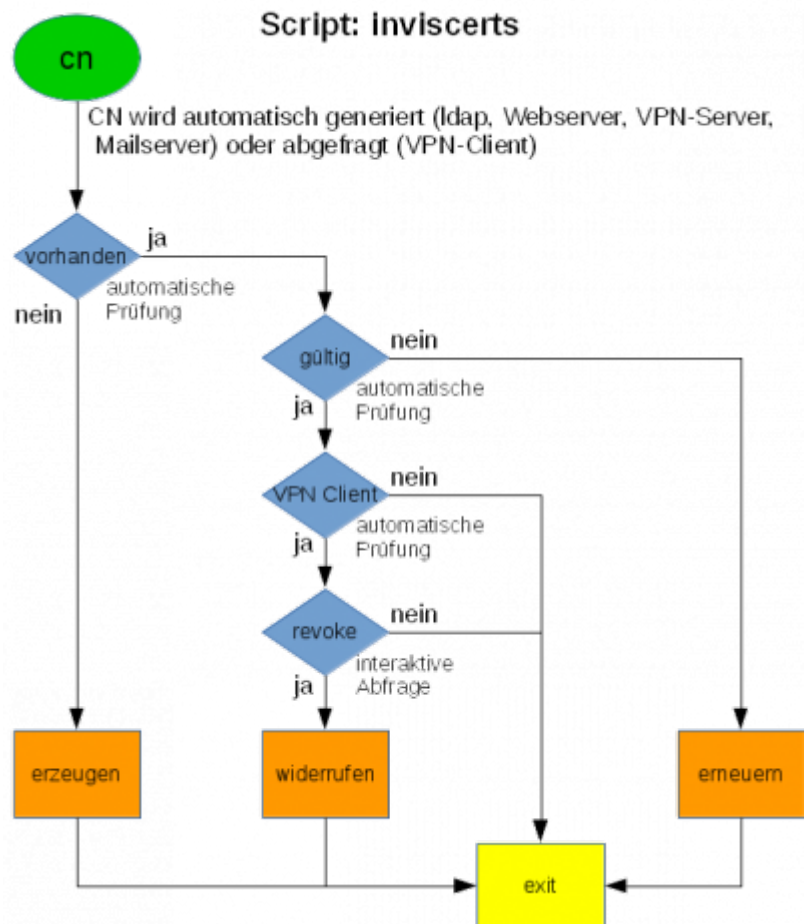 Script: inviscerts
cn
CN wird automatisch generiert (ldap, Webserver, VPN-Server,
Mailserver) oder abgefragt (VPN-Client)
ja
vorhanden
automatische
Prüfung
nein
nein
gültig
automatische
Prüfung
ja
nein
VPN Client
automatische
Prüfung
ja
nein
revoke
interaktive
Abfrage
ja
erzeugen
widerrufen
erneuern
exit